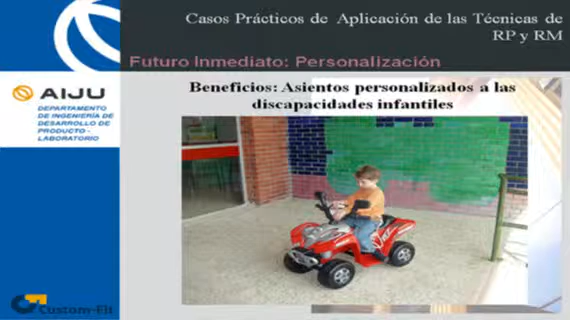 Casos Prácticos de Aplicación de las Técnicas de
RP y RM
Futuro Inmediato: Personalización
AIJU
DEPARTAMENTO
DE INGENIERÍA DE
DESARROLLO DE
PRODUCTO -
LABORATORIO
Beneficios: Asientos personalizados a las
discapacidades infantiles
Custom-Fit